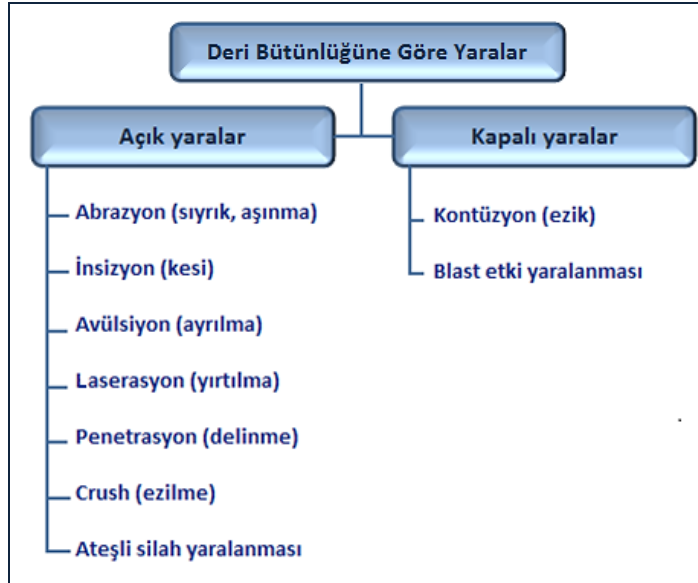 Deri Bütünlüğüne Göre Yaralar
Açık yaralar
Abrazyon (sıyrık, aşınma)
İnsizyon (kesi)
Avülsiyon (ayrılma)
Laserasyon (yırtılma)
Penetrasyon (delinme)
Crush (ezilme)
Ateşli silah yaralanması
Kapalı yaralar
Kontüzyon (ezik)
Blast etki yaralanması